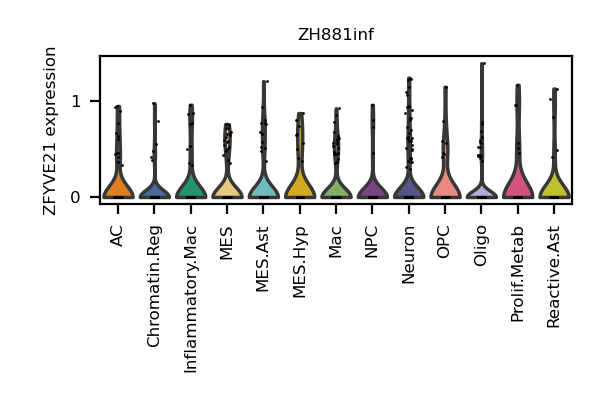 ZH881inf
ZFYVE21 expression
1
0
AC
Chromatin.Reg
Inflammatory.Mac
MES
MES.Ast
MES.Hyp
Mac
NPC
Neuron
OPC
Oligo
Prolif.Metab
Reactive.Ast